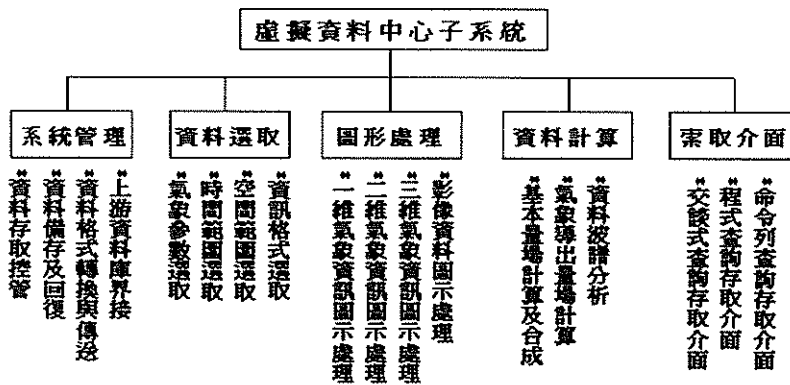 虛擬資料中心子系統
系統管理
資料選取
圖形處理
資料計算
索取介面
*上游資料庫界接
*資料格式轉換與傳送
*資料備存及回復
*資料存取控管
*資訊格式選取
*空間範圍選取
*時間範圍選取
*氣象參數選取
*影像資料圖示處理
*三維氣象資訊圖示處理
*二維氣象資訊圖示處理
*一維氣象資訊圖示處理
*資料波譜分析
*氣象導出量場計算
*基本量場計算及合成
*命令列查詢存取介面
*程式查詢存取介面
*交談式查詢存取介面